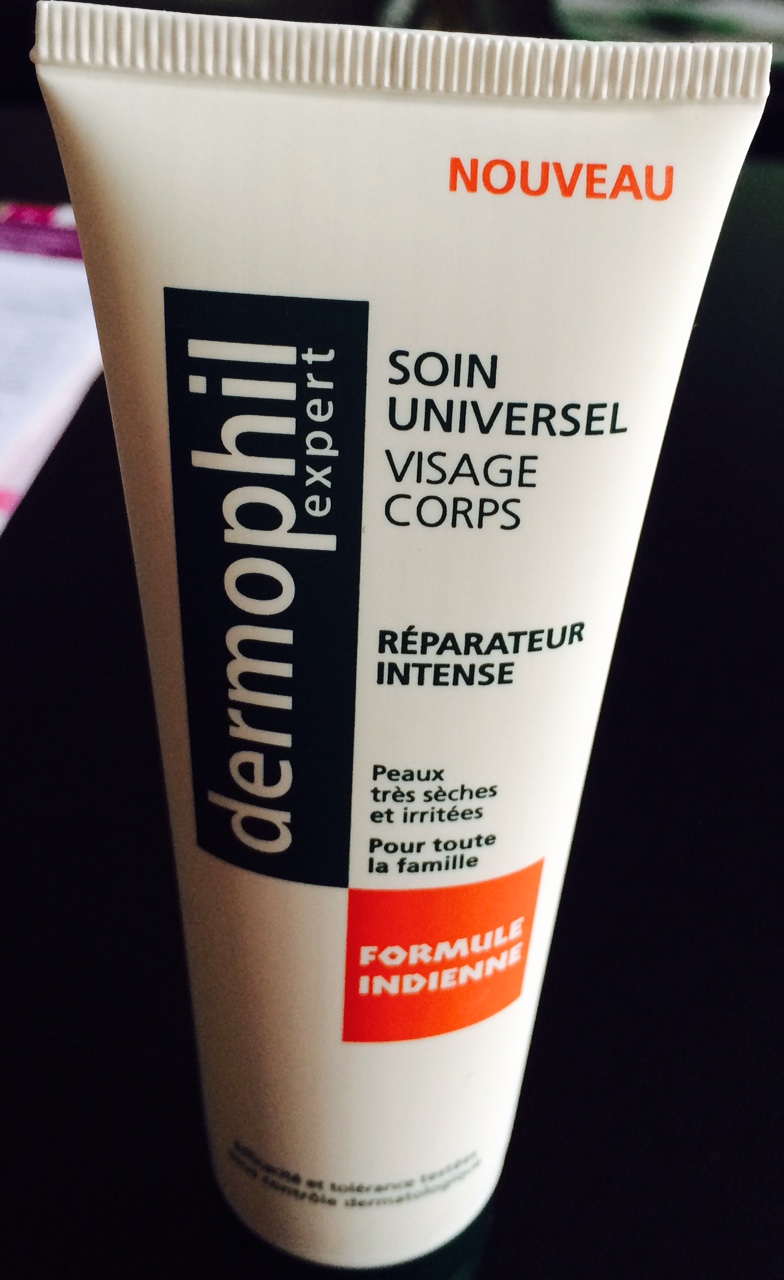 NOUVEAU
dermophil
expert
SOIN
UNIVERSEL
VISAGE
CORPS
RÉPARATEUR
INTENSE
Peaux
très sèches
et irritées
Pour toute
la famille
FORMULE
INDIENNE
efficacité et tolérance testées
sous contrôle dermatologique